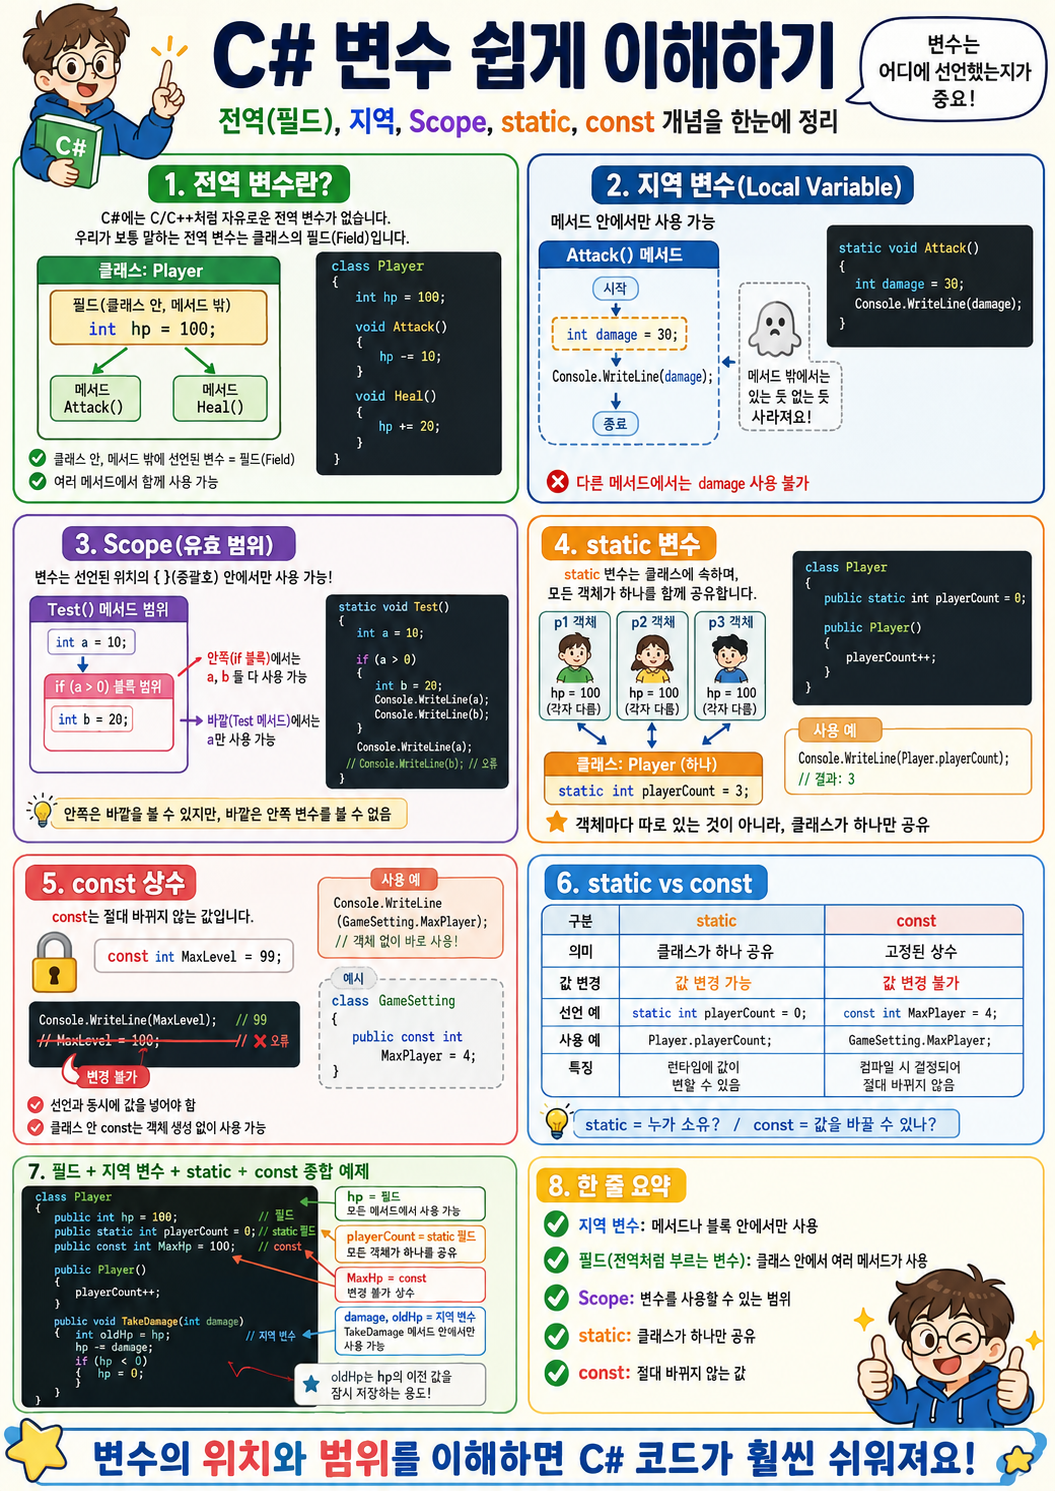 C# 변수 쉽게 이해하기
전역(필드), 지역, Scope, static, const 개념을 한눈에 정리
변수는
어디에 선언했는지가
중요!
C#
1. 전역 변수란?
C#에는 C/C++처럼 자유로운 전역 변수가 없습니다.
우리가 보통 말하는 전역 변수는 클래스의 필드(Field)입니다.
클래스: Player
필드(클래스 안, 메서드 밖)
int hp = 100;
메서드
Attack()
메서드
Heal()
class Player
{
int hp = 100;
void Attack()
{
hp -= 10;
}
void Heal()
{
hp += 20;
}
}
클래스 안, 메서드 밖에 선언된 변수 = 필드(Field)
여러 메서드에서 함께 사용 가능
2. 지역 변수(Local Variable)
메서드 안에서만 사용 가능
Attack() 메서드
시작
int damage = 30;
Console.WriteLine(damage);
종료
메서드 밖에서는
있는 듯 없는 듯
사라져요!
static void Attack()
{
int damage = 30;
Console.WriteLine(damage);
}
다른 메서드에서는 damage 사용 불가
3. Scope(유효 범위)
변수는 선언된 위치의 { }(중괄호) 안에서만 사용 가능!
Test() 메서드 범위
int a = 10;
if (a > 0) 블록 범위
int b = 20;
안쪽(if 블록)에서는
a, b 둘 다 사용 가능
바깥(Test 메서드)에서는
a만 사용 가능
static void Test()
{
int a = 10;
if (a > 0)
{
int b = 20;
Console.WriteLine(a);
Console.WriteLine(b);
}
Console.WriteLine(a);
// Console.WriteLine(b); // 오류
}
안쪽은 바깥을 볼 수 있지만, 바깥은 안쪽 변수를 볼 수 없음
4. static 변수
static 변수는 클래스에 속하며,
모든 객체가 하나를 함께 공유합니다.
p1 객체
hp = 100
(각자 다름)
p2 객체
hp = 100
(각자 다름)
p3 객체
hp = 100
(각자 다름)
클래스: Player (하나)
static int playerCount = 3;
class Player
{
public static int playerCount = 0;
public Player()
{
playerCount++;
}
}
사용 예
Console.WriteLine(Player.playerCount);
// 결과: 3
객체마다 따로 있는 것이 아니라, 클래스가 하나만 공유
5. const 상수
const는 절대 바뀌지 않는 값입니다.
const int MaxLevel = 99;
Console.WriteLine(MaxLevel); // 99
// MaxLevel = 100; // ❌ 오류
변경 불가
선언과 동시에 값을 넣어야 함
클래스 안 const는 객체 생성 없이 사용 가능
사용 예
Console.WriteLine
(GameSetting.MaxPlayer);
// 객체 없이 바로 사용!
예시
class GameSetting
{
public const int
MaxPlayer = 4;
}
6. static vs const
구분 static const
의미 클래스가 하나 공유 고정된 상수
값 변경 값 변경 가능 값 변경 불가
선언 예 static int playerCount = 0; const int MaxPlayer = 4;
사용 예 Player.playerCount; GameSetting.MaxPlayer;
특징 런타임에 값이 컴파일 시 결정되어
변할 수 있음 절대 바뀌지 않음
static = 누가 소유? / const = 값을 바꿀 수 있나?
7. 필드 + 지역 변수 + static + const 종합 예제
class Player
{
public int hp = 100; // 필드
public static int playerCount = 0; // static 필드
public const int MaxHp = 100; // const
public Player()
{
playerCount++;
}
public void TakeDamage(int damage)
{ int oldHp = hp; // 지역 변수
hp -= damage;
if (hp < 0)
{ hp = 0;
}
}
}
hp = 필드
모든 메서드에서 사용 가능
playerCount = static 필드
모든 객체가 하나를 공유
MaxHp = const
변경 불가 상수
damage, oldHp = 지역 변수
TakeDamage 메서드 안에서만
사용 가능
oldHp는 hp의 이전 값을
잠시 저장하는 용도!
8. 한 줄 요약
지역 변수: 메서드나 블록 안에서만 사용
필드(전역처럼 부르는 변수): 클래스 안에서 여러 메서드가 사용
Scope: 변수를 사용할 수 있는 범위
static: 클래스가 하나만 공유
const: 절대 바뀌지 않는 값
변수의 위치와 범위를 이해하면 C# 코드가 훨씬 쉬워져요!